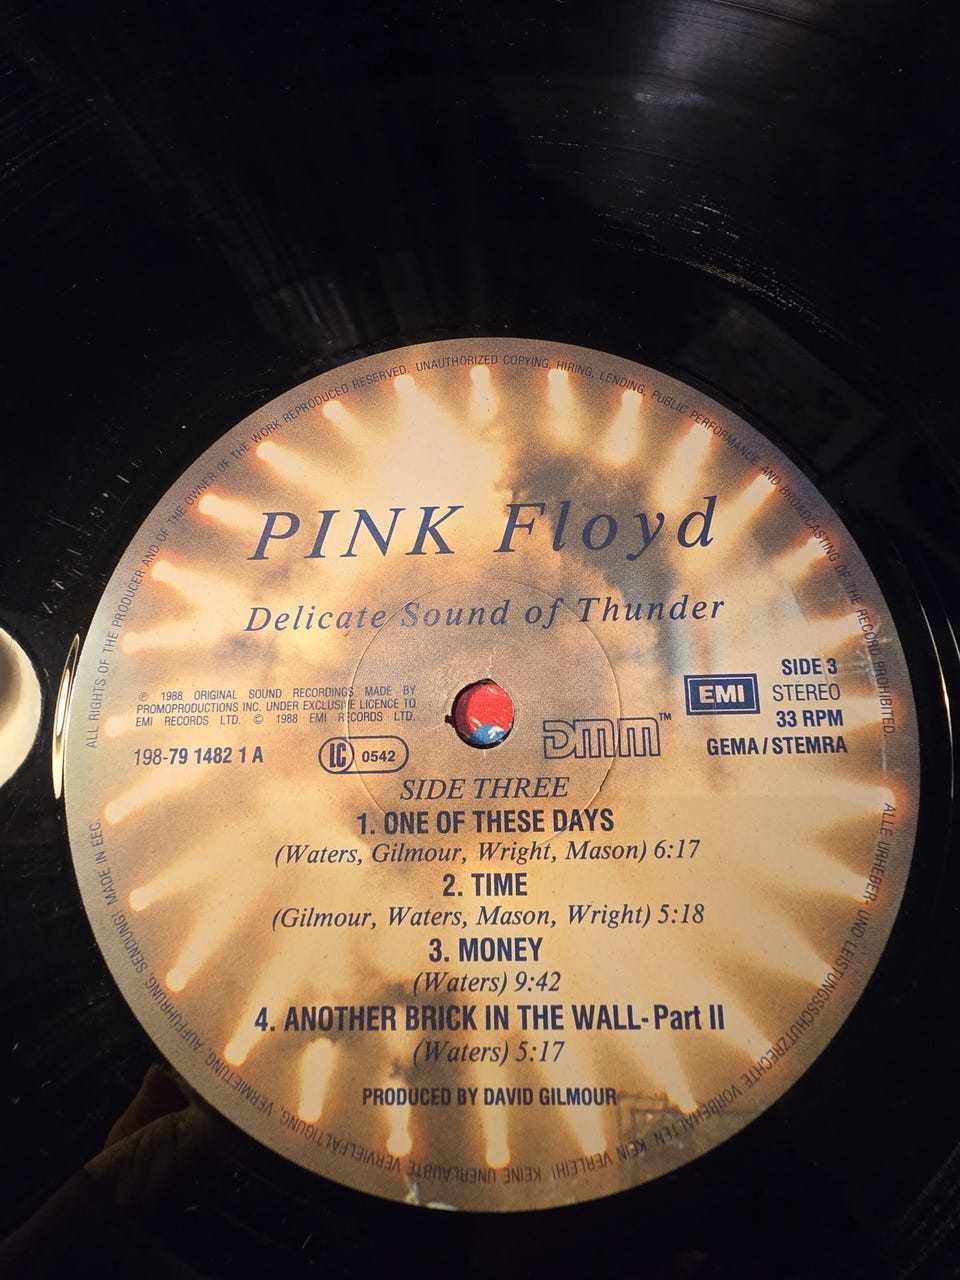 ALL RIGHTS OF THE PRODUCER AND OF THE OWNER OF THE WORK REPRODUCED RESERVED. UNAUTHORIZED COPYING, HIRING, LENDING, PUBLIC PERFORMANCE AND BROADCASTING OF THE RECORD PROHIBITED.
PINK Floyd
Delicate Sound of Thunder
℗ 1988 ORIGINAL SOUND RECORDINGS MADE BY
PROMOPRODUCTIONS INC. UNDER EXCLUSIVE LICENCE TO
EMI RECORDS LTD. © 1988 EMI RECORDS LTD.
198-79 1482 1 A
LC 0542
DMM™
EMI
SIDE 3
STEREO
33 RPM
GEMA/STEMRA
SIDE THREE
1. ONE OF THESE DAYS
(Waters, Gilmour, Wright, Mason) 6:17
2. TIME
(Gilmour, Waters, Mason, Wright) 5:18
3. MONEY
(Waters) 9:42
4. ANOTHER BRICK IN THE WALL-Part II
(Waters) 5:17
PRODUCED BY DAVID GILMOUR
ALLE URHEBER- UND LEISTUNGSSCHUTZRECHTE VORBEHALTEN. KEIN VERLEIH! KEINE UNERLAUBTE VERVIELFÄLTIGUNG, VERMIETUNG, AUFFÜHRUNG, SENDUNG! MADE IN EEC.